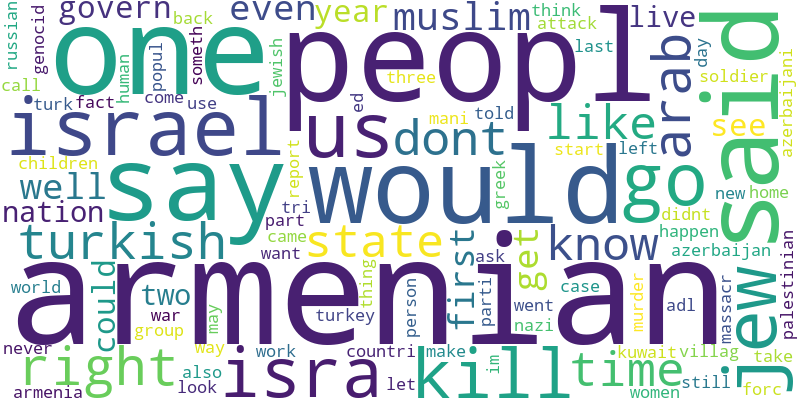 russian
genocid
govern
back
someth
even
year
muslim
think
attack
live
said
one
peopl
call
human
popul
jewish
three
last
arab
day
soldier
azerbaijani
turk
fact
come
use
ed
told
mani
israel
us
dont
like
see
children
well
say
report
would
greek
start
left
go
new
home
nation
tri
part
didnt
happen
turkish
came
want
state
first
ask
get
know
azerbaijan
palestinian
armenian
world
could
two
war
may
thing
turkey
person
parti
went
nazi
case
murder
adl
massacr
jew
group
never
right
also
way
work
look
isra
countri
let
make
kill
im
time
kuwait
villag
women
still
take
forc
armenia